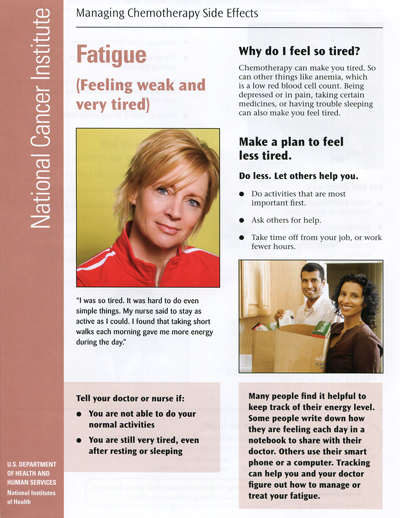 Managing Chemotherapy Side Effects
National Cancer Institute
Fatigue
(Feeling weak and
very tired)
"I was so tired. It was hard to do even
simple things. My nurse said to stay as
active as I could. I found that taking short
walks each morning gave me more energy
during the day."
Tell your doctor or nurse if:
● You are not able to do your
normal activities
● You are still very tired, even
after resting or sleeping
Why do I feel so tired?
Chemotherapy can make you tired. So
can other things like anemia, which
is a low red blood cell count. Being
depressed or in pain, taking certain
medicines, or having trouble sleeping
can also make you feel tired.
Make a plan to feel
less tired.
Do less. Let others help you.
● Do activities that are most
important first.
● Ask others for help.
● Take time off from your job, or work
fewer hours.
Many people find it helpful to
keep track of their energy level.
Some people write down how
they are feeling each day in a
notebook to share with their
doctor. Others use their smart
phone or a computer. Tracking
can help you and your doctor
figure out how to manage or
treat your fatigue.
U.S. DEPARTMENT
OF HEALTH AND
HUMAN SERVICES
National Institutes
of Health